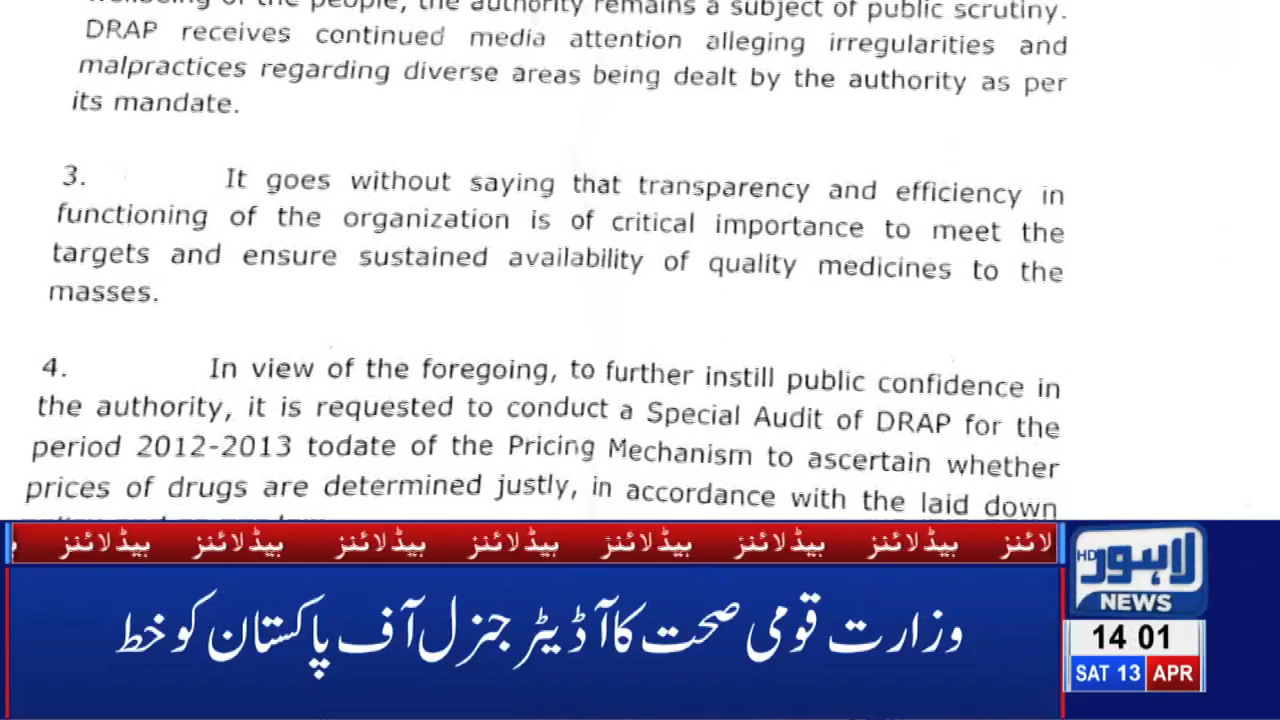 wellbeing of the people, the authority remains a subject of public scrutiny.
DRAP receives continued media attention alleging irregularities and
malpractices regarding diverse areas being dealt by the authority as per
its mandate.
3. It goes without saying that transparency and efficiency in
functioning of the organization is of critical importance to meet the
targets and ensure sustained availability of quality medicines to the
masses.
4. In view of the foregoing, to further instill public confidence in
the authority, it is requested to conduct a Special Audit of DRAP for the
period 2012-2013 todate of the Pricing Mechanism to ascertain whether
prices of drugs are determined justly, in accordance with the laid down
لائنز ہیڈلائنز ہیڈلائنز ہیڈلائنز ہیڈلائنز ہیڈلائنز ہیڈلائنز ہیڈلائنز
وزارت قومی صحت کا آڈیٹر جنرل آف پاکستان کو خط
لاہور HD
NEWS
14 01
SAT 13 APR